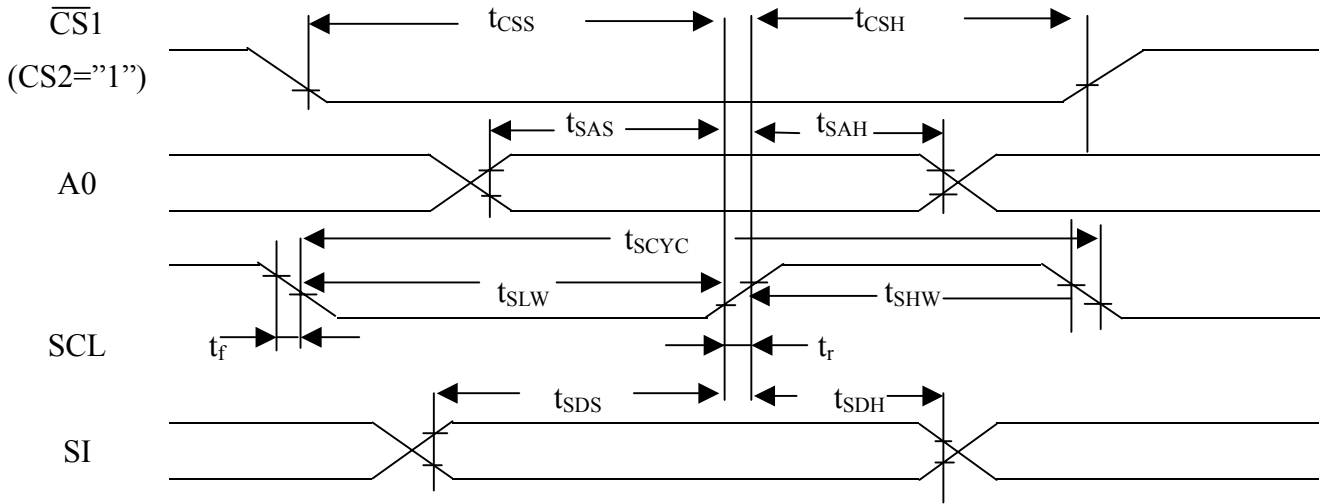 CS1 tCSS tCSH
(CS2=”1”)
tSAS tSAH
A0
tSCYC
tSLW tSHW
SCL tf tr
tSDS tSDH
SI